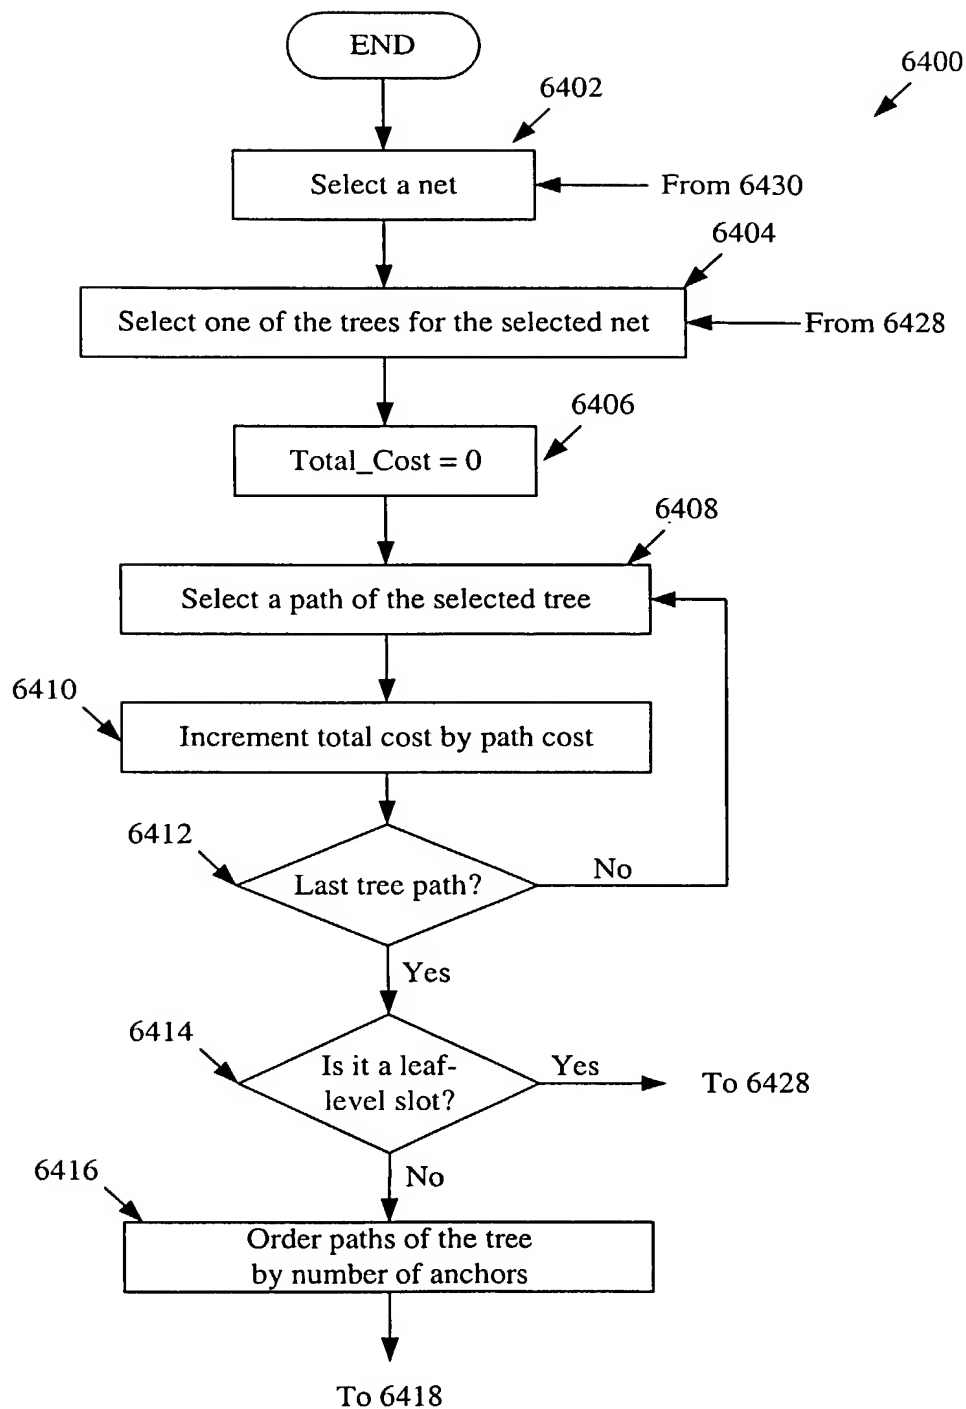 END
6400
6402
Select a net
From 6430
6404
Select one of the trees for the selected net
From 6428
6406
Total_Cost = 0
6408
Select a path of the selected tree
6410
Increment total cost by path cost
6412
Last tree path?
No
Yes
6414
Is it a leaf-
level slot?
Yes
To 6428
No
6416
Order paths of the tree
by number of anchors
To 6418